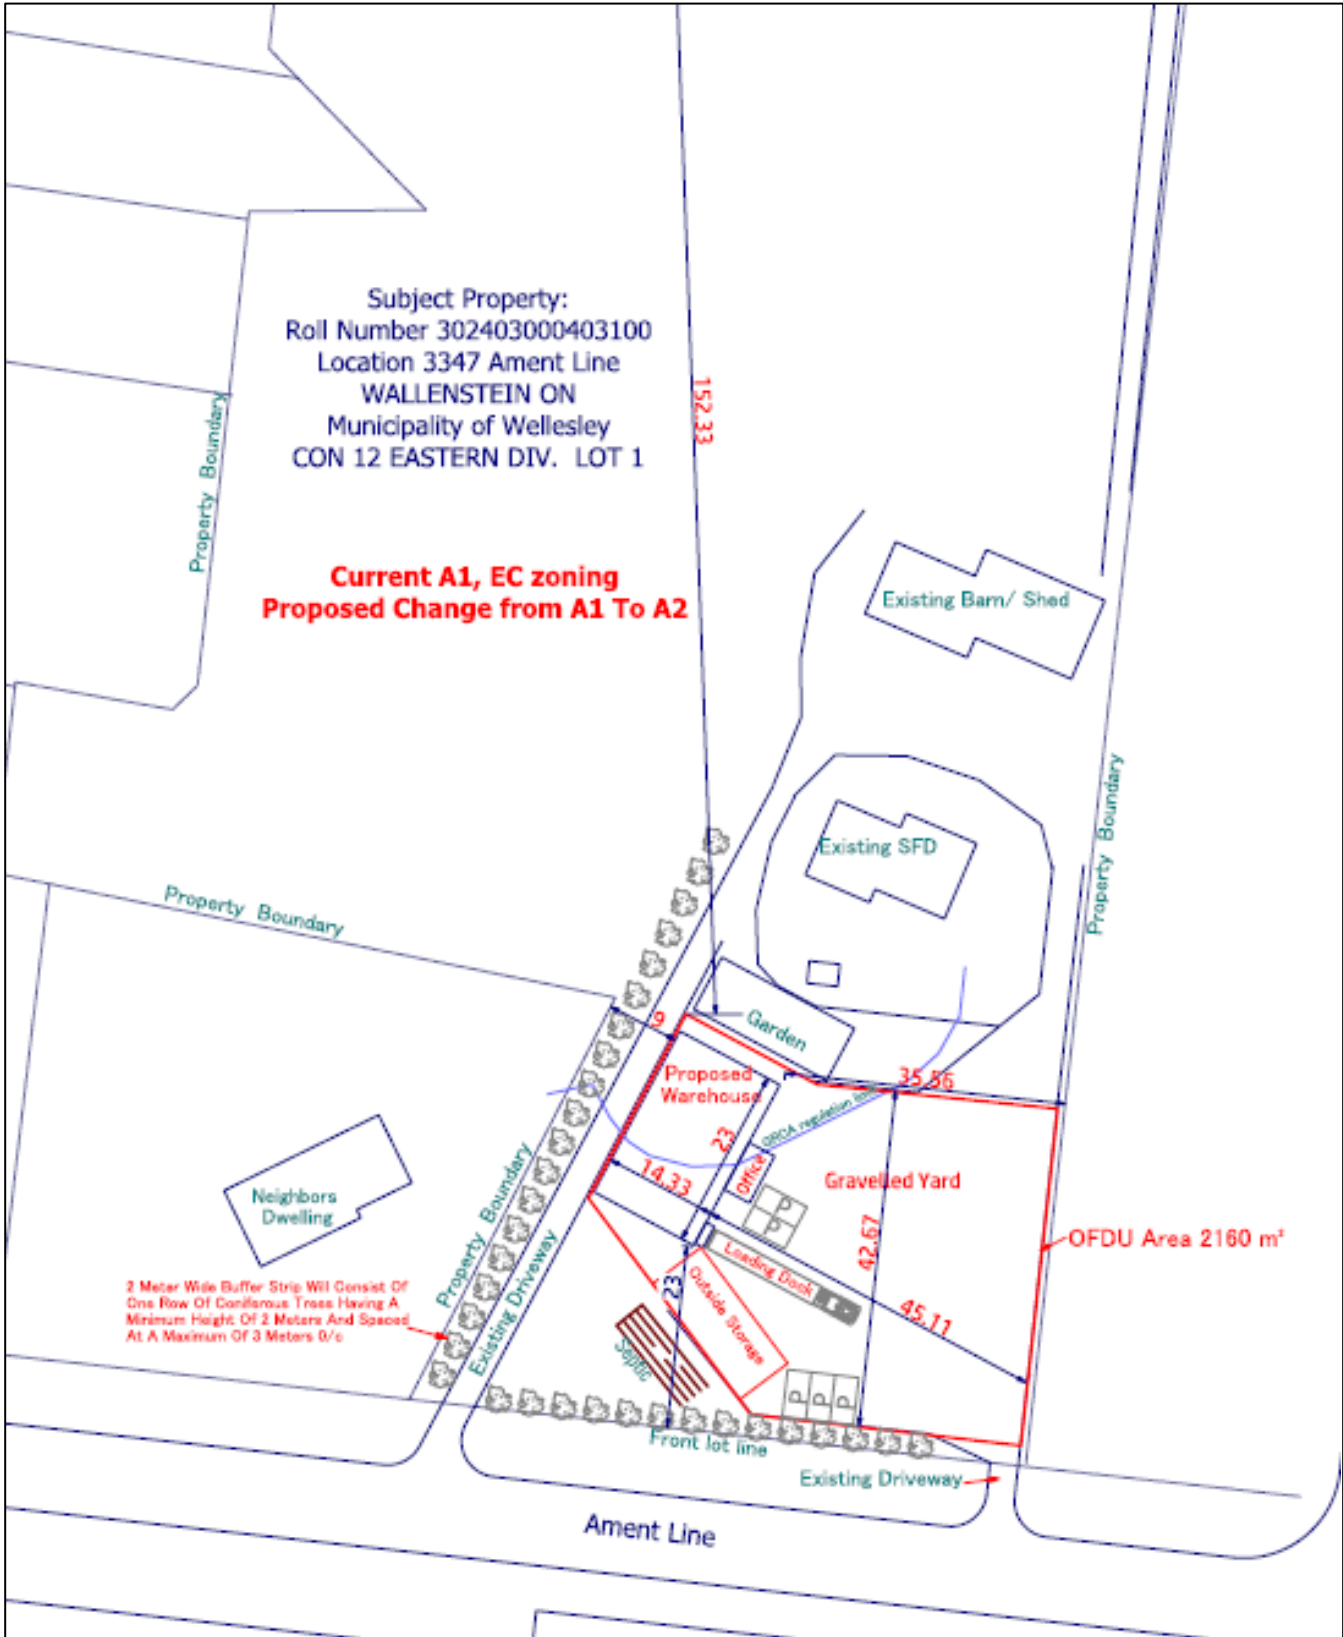 Subject Property:
Roll Number 302403000403100
Location 3347 Ament Line
WALLENSTEIN ON
Municipality of Wellesley
CON 12 EASTERN DIV. LOT 1
152.33
Property Boundary
Current A1, EC zoning
Proposed Change from A1 To A2
Existing Barn/ Shed
Existing SFD
Property Boundary
Property Boundary
9
Garden
Proposed
Warehouse
35.56
GRCA regulation limit
23
14.33
Office
Gravelled Yard
P
P
42.67
OFDU Area 2160 m²
Neighbors
Dwelling
Property Boundary
Existing Driveway
Loading Dock
Outside Storage
23
45.11
2 Meter Wide Buffer Strip Will Consist Of
One Row Of Coniferous Trees Having A
Minimum Height Of 2 Meters And Spaced
At A Maximum Of 3 Meters O/c
Septic
P
P
P
Front lot line
Existing Driveway
Ament Line